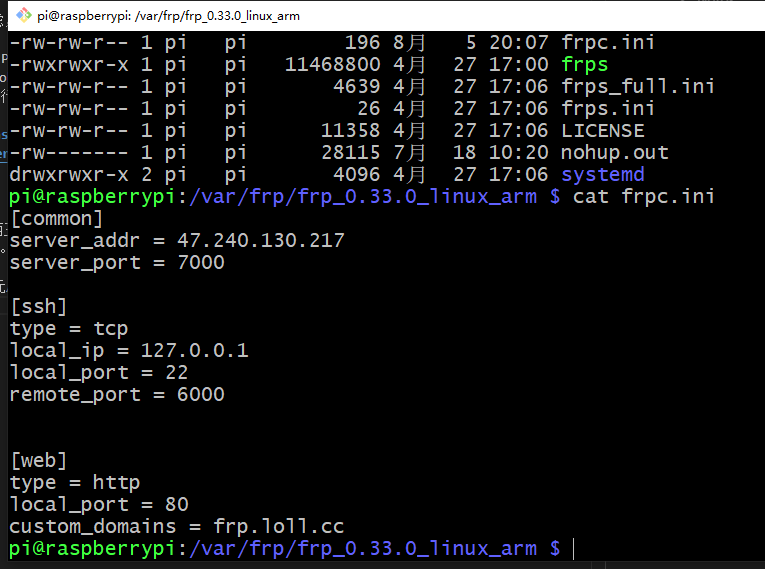 pi@raspberrypi: /var/frp/frp_0.33.0_linux_arm
-rw-rw-r-- 1 pi pi 196 8月 5 20:07 frpc.ini
-rwxrwxr-x 1 pi pi 11468800 4月 27 17:00 frps
-rw-rw-r-- 1 pi pi 4639 4月 27 17:06 frps_full.ini
-rw-rw-r-- 1 pi pi 26 4月 27 17:06 frps.ini
-rw-rw-r-- 1 pi pi 11358 4月 27 17:06 LICENSE
-rw------- 1 pi pi 28115 7月 18 10:20 nohup.out
drwxrwxr-x 2 pi pi 4096 4月 27 17:06 systemd
pi@raspberrypi:/var/frp/frp_0.33.0_linux_arm $ cat frpc.ini
[common]
server_addr = 47.240.130.217
server_port = 7000
[ssh]
type = tcp
local_ip = 127.0.0.1
local_port = 22
remote_port = 6000
[web]
type = http
local_port = 80
custom_domains = frp.loll.cc
pi@raspberrypi:/var/frp/frp_0.33.0_linux_arm $